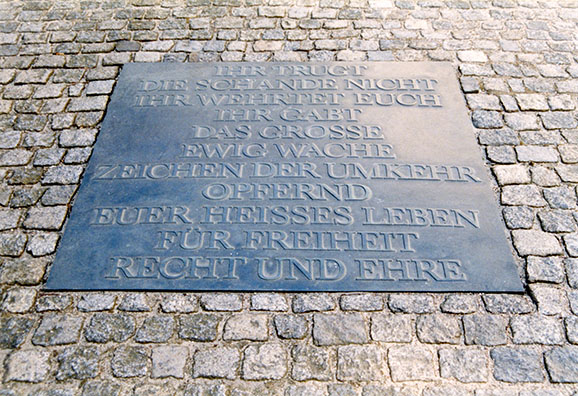 IHR TRUGT
DIE SCHANDE NICHT
IHR WEHRTET EUCH
IHR GABT
DAS GROSSE
EWIG WACHE
ZEICHEN DER UMKEHR
OPFERND
EUER HEISSES LEBEN
FÜR FREIHEIT
RECHT UND EHRE